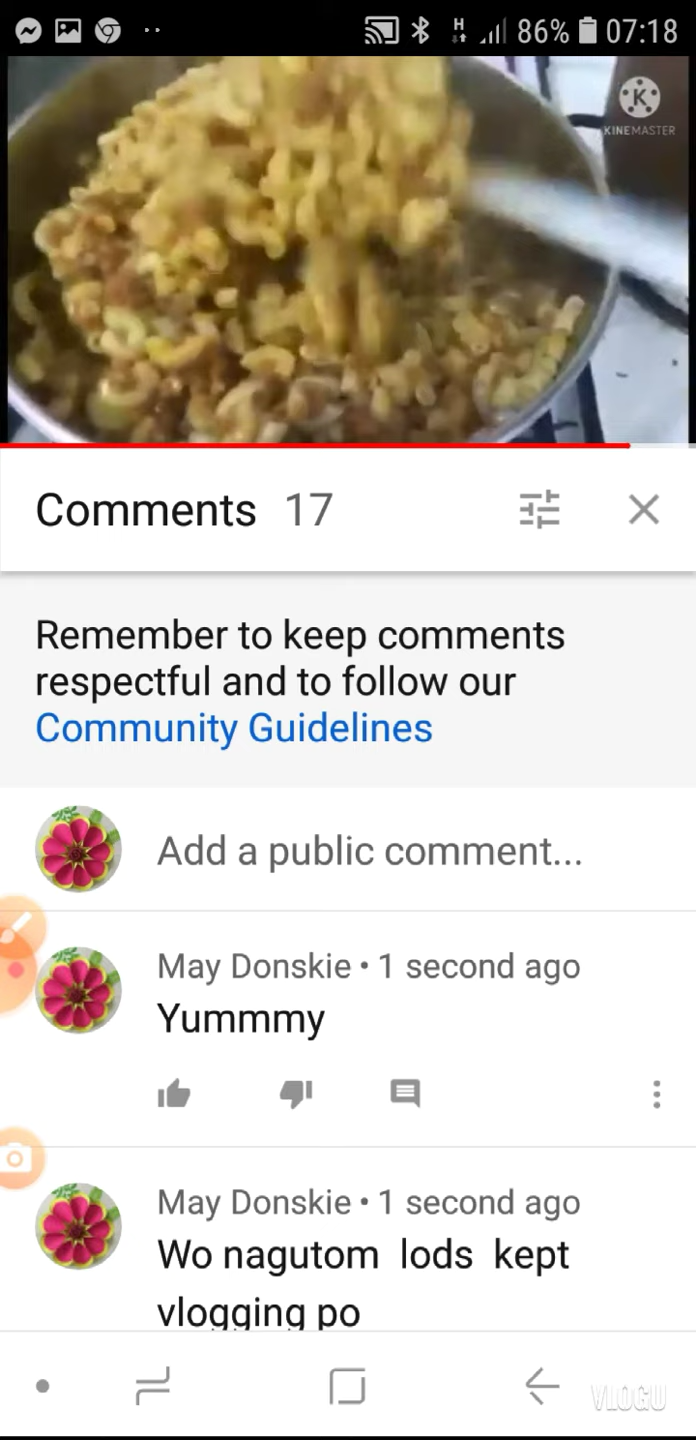 H 86% 07:18
K
KINEMASTER
Comments 17
Remember to keep comments
respectful and to follow our
Community Guidelines
Add a public comment...
May Donskie • 1 second ago
Yummmy
May Donskie • 1 second ago
Wo nagutom lods kept
vlogging po
VLOGU